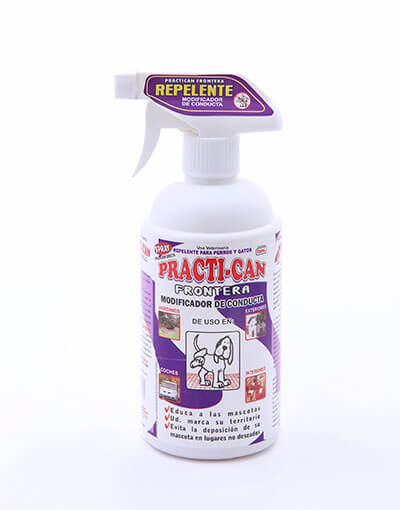 PRACTICAN FRONTERA
REPELENTE
MODIFICADOR
DE CONDUCTA
SPRAY
Uso Veterinario
REPELENTE PARA PERROS Y GATOS
PRACTI-CAN
FRONTERA
MODIFICADOR DE CONDUCTA
JARDINES
EXTERIORES
DE USO EN
COCHES
INTERIORES
Educa a las mascotas
Ud. marca su territorio
Evita la deposición de su
mascota en lugares no deseados